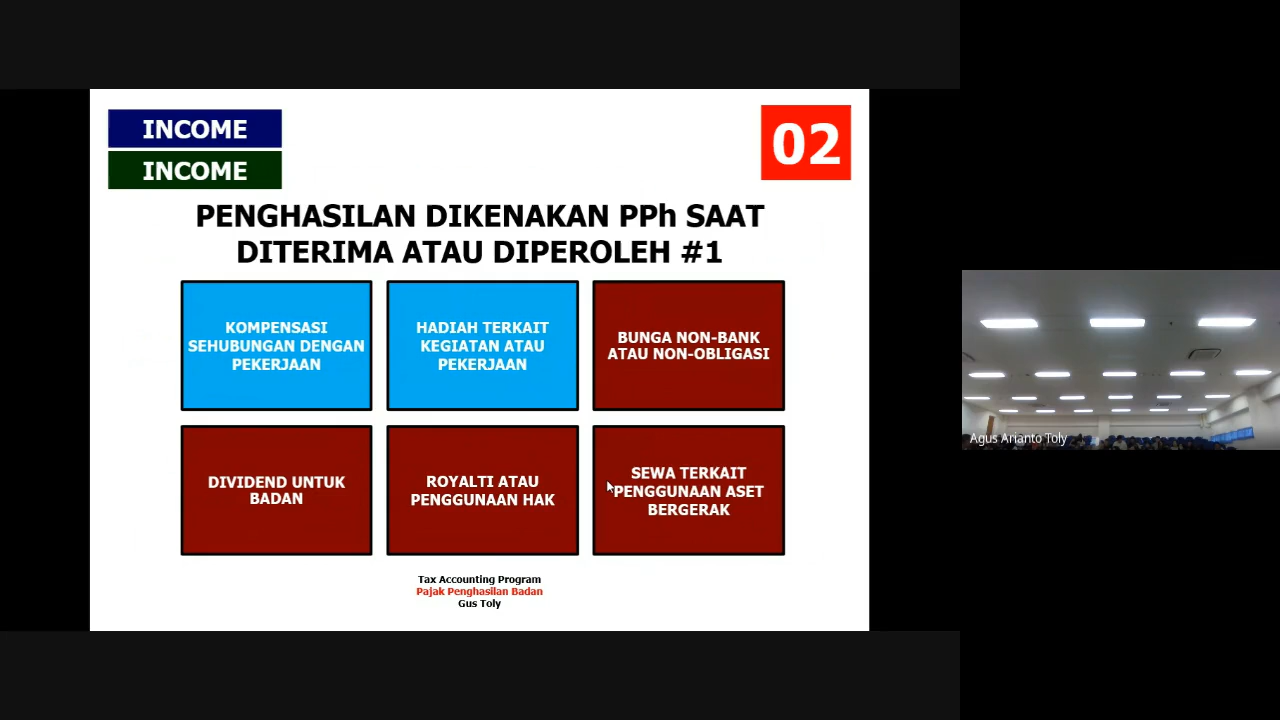 INCOME
INCOME
02
PENGHASILAN DIKENAKAN PPh SAAT
DITERIMA ATAU DIPEROLEH #1
KOMPENSASI
SEHUBUNGAN DENGAN
PEKERJAAN
HADIAH TERKAIT
KEGIATAN ATAU
PEKERJAAN
BUNGA NON-BANK
ATAU NON-OBLIGASI
DIVIDEND UNTUK
BADAN
ROYALTI ATAU
PENGGUNAAN HAK
SEWA TERKAIT
PENGGUNAAN ASET
BERGERAK
Tax Accounting Program
Pajak Penghasilan Badan
Gus Toly
Agus Arianto Toly